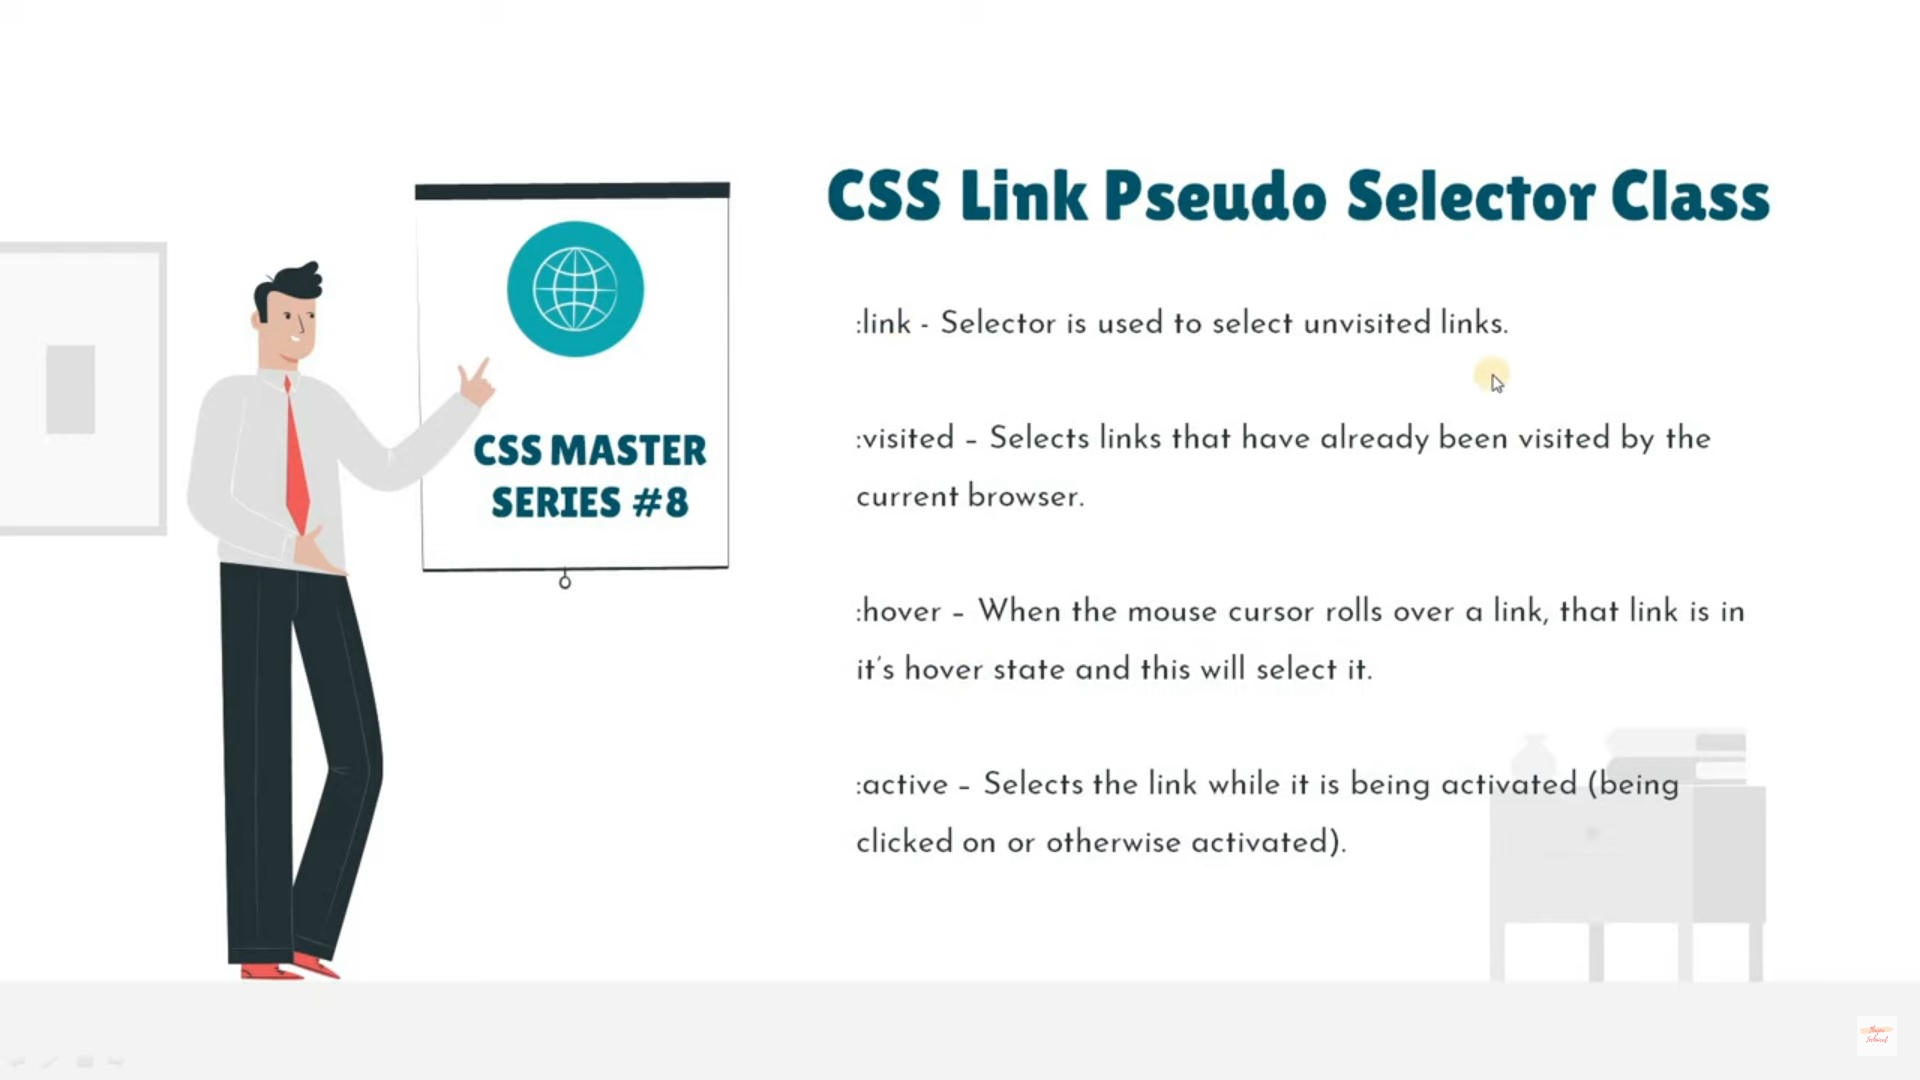 CSS Link Pseudo Selector Class
:link - Selector is used to select unvisited links.
:visited – Selects links that have already been visited by the
current browser.
:hover – When the mouse cursor rolls over a link, that link is in
it's hover state and this will select it.
:active – Selects the link while it is being activated (being
clicked on or otherwise activated).
CSS MASTER
SERIES #8